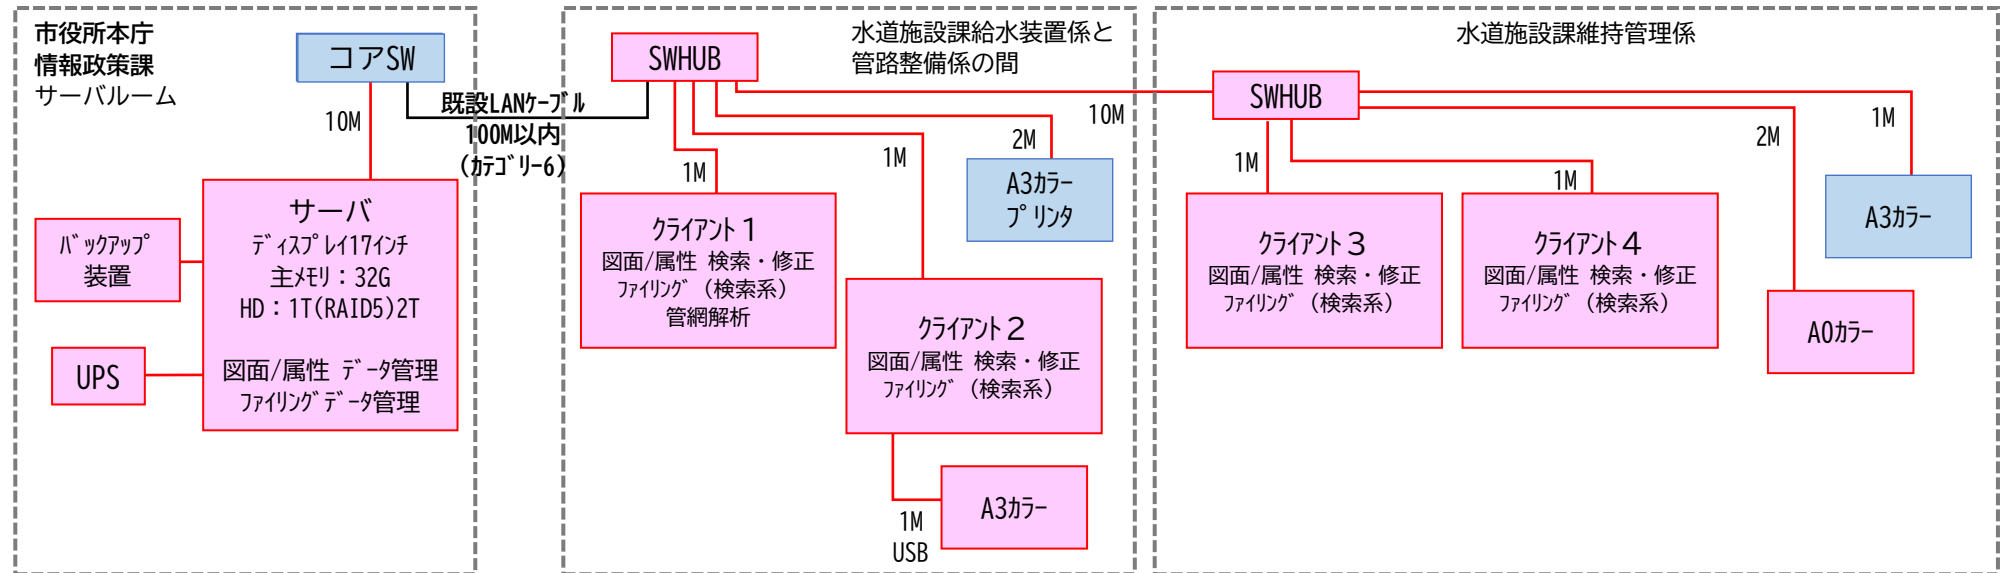 市役所本庁
情報政策課
サーバルーム
コアSW
10M
既設LANｹｰﾌﾞﾙ
100M以内
(ｶﾃｺﾞﾘｰ6)
サーバ
ﾃﾞｨｽﾌﾟﾚｲ17ｲﾝﾁ
主ﾒﾓﾘ：32G
HD：1T(RAID5)2T
図面/属性 ﾃﾞｰﾀ管理
ﾌｧｲﾘﾝｸﾞﾃﾞｰﾀ管理
ﾊﾞｯｸｱｯﾌﾟ
装置
UPS
水道施設課給水装置係と
管路整備係の間
SWHUB
1M
1M
2M
10M
A3ｶﾗｰ
ﾌﾟﾘﾝﾀ
ｸﾗｲｱﾝﾄ１
図面/属性 検索・修正
ﾌｧｲﾘﾝｸﾞ（検索系）
管網解析
ｸﾗｲｱﾝﾄ２
図面/属性 検索・修正
ﾌｧｲﾘﾝｸﾞ（検索系）
1M
USB
A3ｶﾗｰ
水道施設課維持管理係
SWHUB
1M
1M
2M
1M
ｸﾗｲｱﾝﾄ３
図面/属性 検索・修正
ﾌｧｲﾘﾝｸﾞ（検索系）
ｸﾗｲｱﾝﾄ４
図面/属性 検索・修正
ﾌｧｲﾘﾝｸﾞ（検索系）
A3ｶﾗｰ
A0ｶﾗｰ